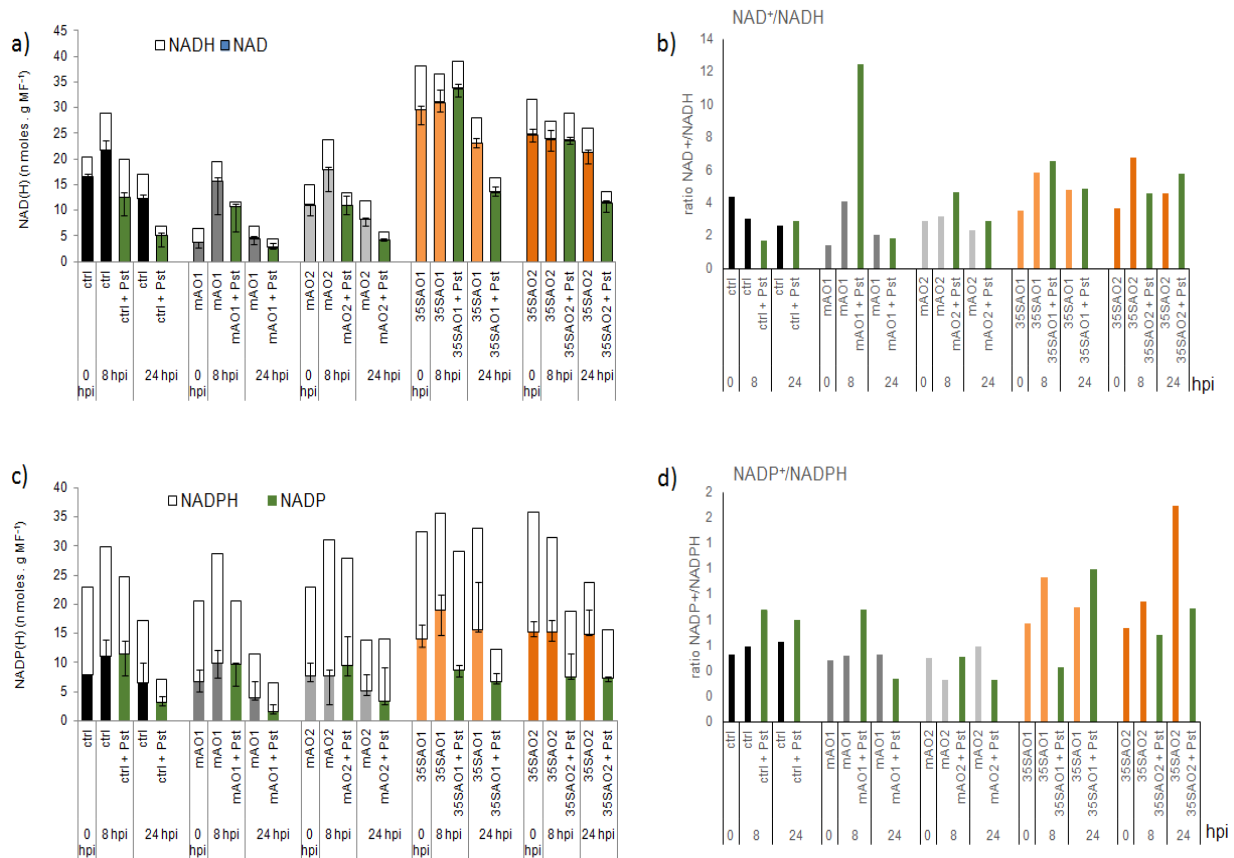 a)
NADH NAD
NAD(H) (n moles . g MF⁻¹)
45
40
35
30
25
20
15
10
5
0
ctrl ctrl ctrl + Pst ctrl ctrl + Pst mAO1 mAO1 mAO1 + Pst mAO1 mAO1 + Pst mAO2 mAO2 mAO2 + Pst mAO2 mAO2 + Pst 35SAO1 35SAO1 35SAO1 + Pst 35SAO1 35SAO1 + Pst 35SAO2 35SAO2 35SAO2 + Pst 35SAO2 35SAO2 + Pst
0 hpi 8 hpi 24 hpi 0 hpi 8 hpi 24 hpi 0 hpi 8 hpi 24 hpi 0 hpi 8 hpi 24 hpi 0 hpi 8 hpi 24 hpi
b)
NAD⁺/NADH
ratio NAD+/NADH
14
12
10
8
6
4
2
0
ctrl ctrl ctrl + Pst ctrl ctrl + Pst mAO1 mAO1 mAO1 + Pst mAO1 mAO1 + Pst mAO2 mAO2 mAO2 + Pst mAO2 mAO2 + Pst 35SAO1 35SAO1 35SAO1 + Pst 35SAO1 35SAO1 + Pst 35SAO2 35SAO2 35SAO2 + Pst 35SAO2 35SAO2 + Pst
0 8 24 0 8 24 0 8 24 0 8 24 0 8 24 hpi
c)
NADPH NADP
NADP(H) (n moles . g MF⁻¹)
40
35
30
25
20
15
10
5
0
ctrl ctrl ctrl + Pst ctrl ctrl + Pst mAO1 mAO1 mAO1 + Pst mAO1 mAO1 + Pst mAO2 mAO2 mAO2 + Pst mAO2 mAO2 + Pst 35SAO1 35SAO1 35SAO1 + Pst 35SAO1 35SAO1 + Pst 35SAO2 35SAO2 35SAO2 + Pst 35SAO2 35SAO2 + Pst
0 hpi 8 hpi 24 hpi 0 hpi 8 hpi 24 hpi 0 hpi 8 hpi 24 hpi 0 hpi 8 hpi 24 hpi 0 hpi 8 hpi 24 hpi
d)
NADP⁺/NADPH
ratio NADP+/NADPH
2
2
1
1
1
1
1
0
0
0
ctrl ctrl ctrl + Pst ctrl ctrl + Pst mAO1 mAO1 mAO1 + Pst mAO1 mAO1 + Pst mAO2 mAO2 mAO2 + Pst mAO2 mAO2 + Pst 35SAO1 35SAO1 35SAO1 + Pst 35SAO1 35SAO1 + Pst 35SAO2 35SAO2 35SAO2 + Pst 35SAO2 35SAO2 + Pst
0 8 24 0 8 24 0 8 24 0 8 24 0 8 24 hpi